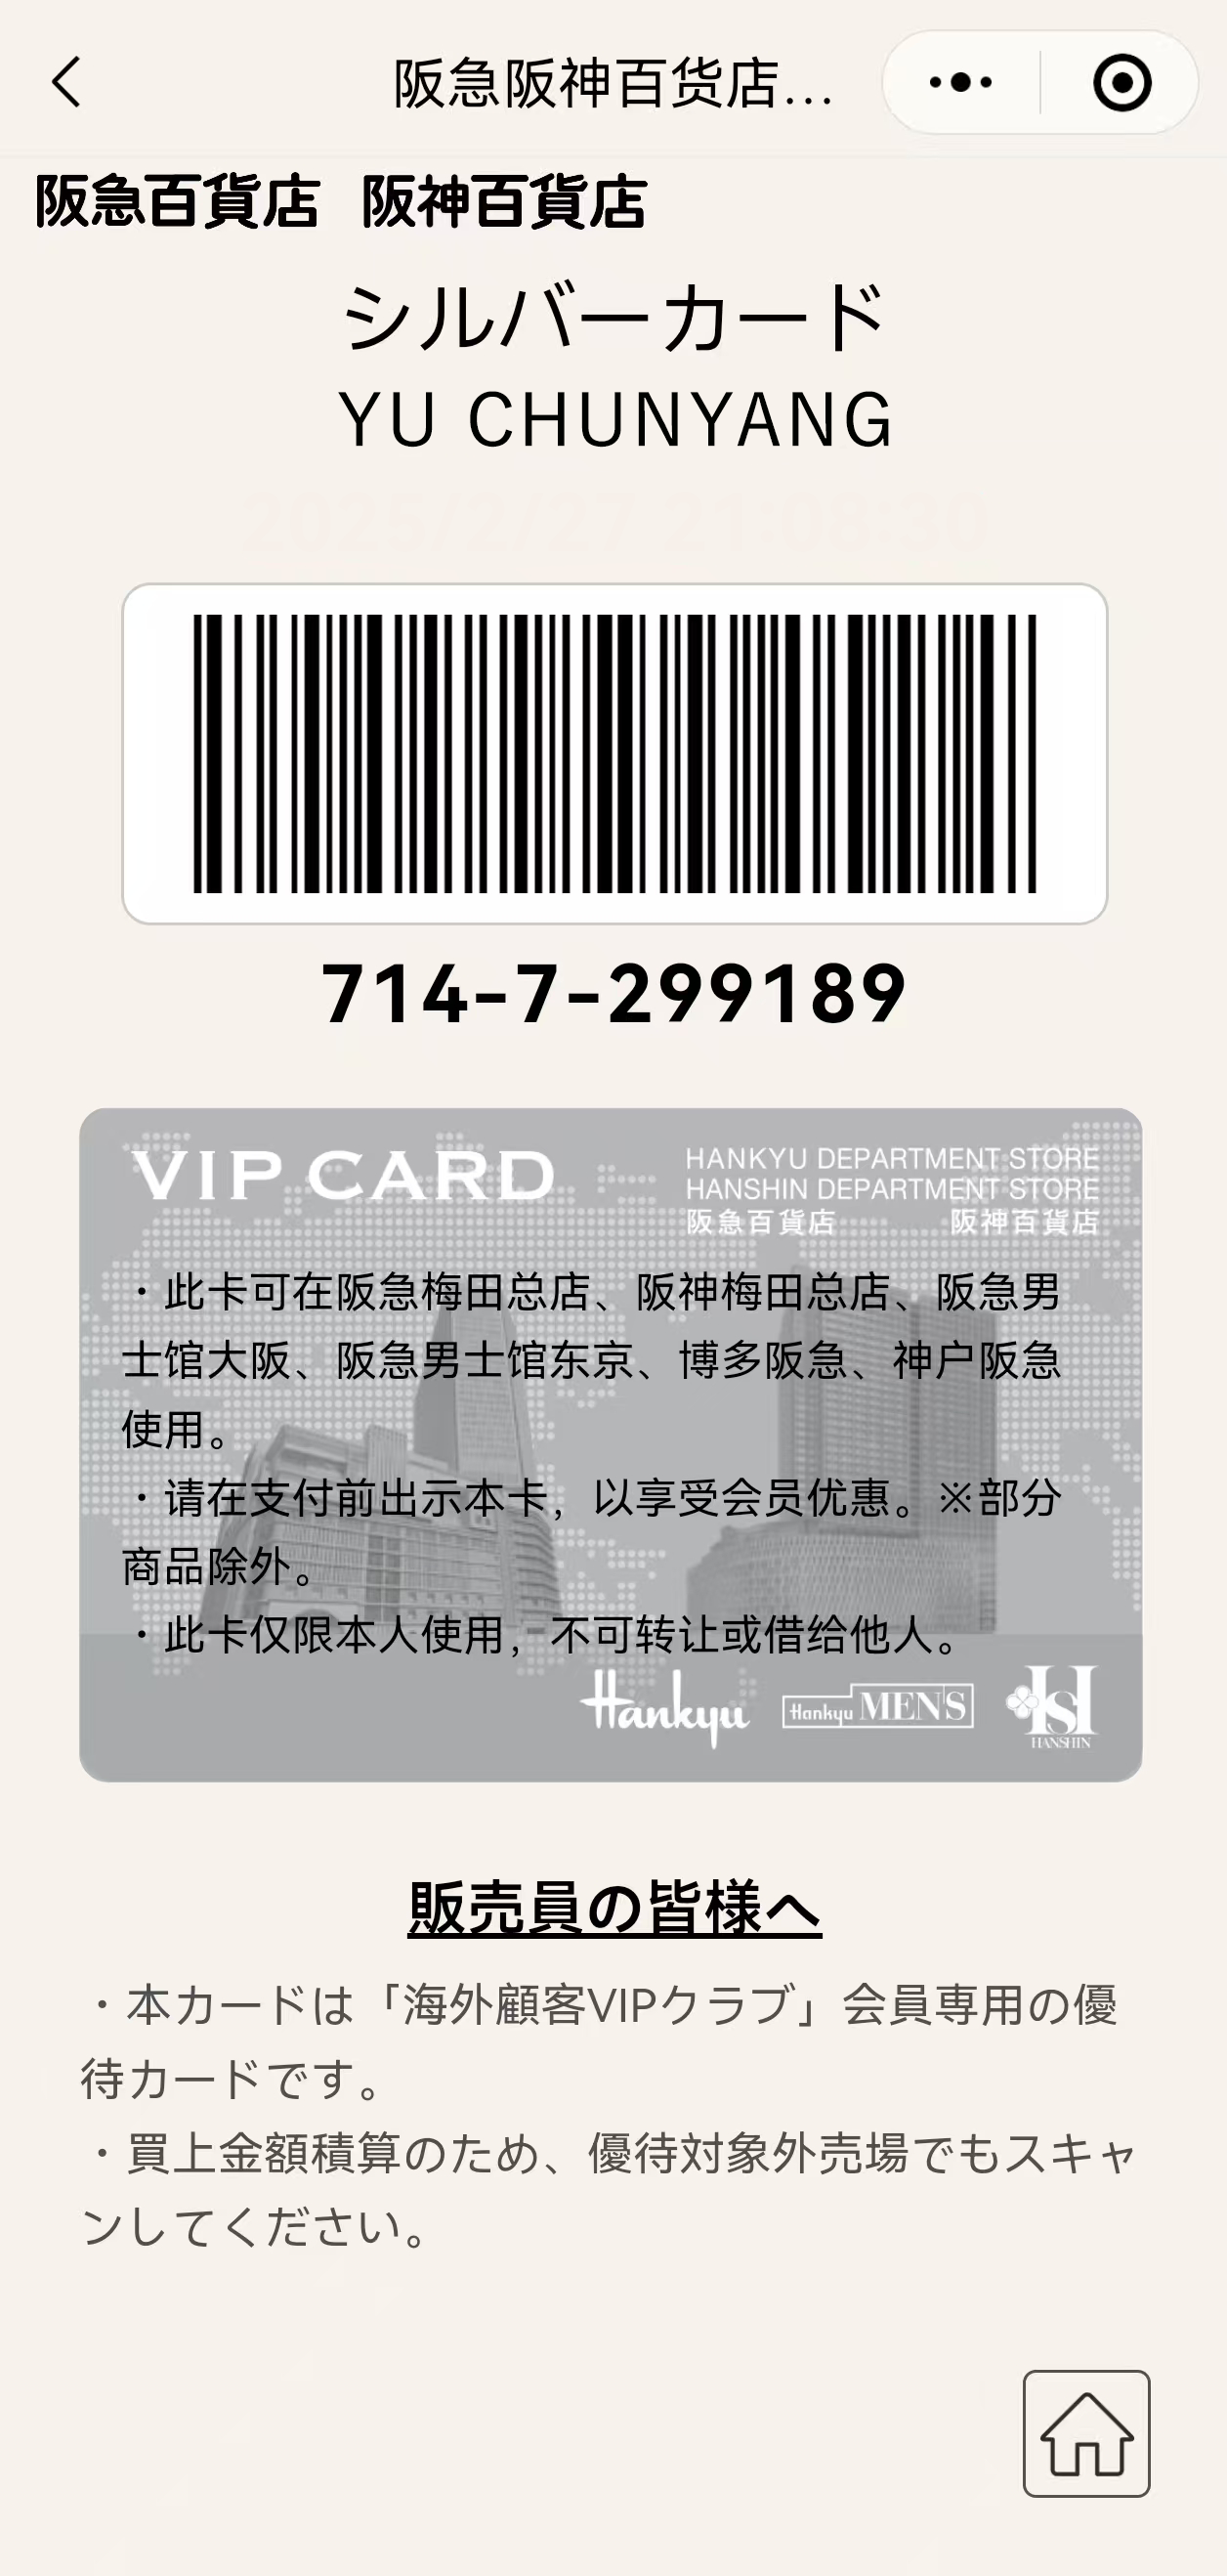 阪急阪神百货店...
阪急百貨店 阪神百貨店
シルバーカード
YU CHUNYANG
2025/2/27 21:08:30
714-7-299189
VIP CARD
HANKYU DEPARTMENT STORE
HANSHIN DEPARTMENT STORE
阪急百貨店 阪神百貨店
・此卡可在阪急梅田总店、阪神梅田总店、阪急男
士馆大阪、阪急男士馆东京、博多阪急、神户阪急
使用。
・请在支付前出示本卡，以享受会员优惠。※部分
商品除外。
・此卡仅限本人使用，不可转让或借给他人。
Hankyu Hankyu MEN'S HSI HANSHIN
販売員の皆様へ
・本カードは「海外顧客VIPクラブ」会員専用の優
待カードです。
・買上金額積算のため、優待対象外売場でもスキャ
ンしてください。